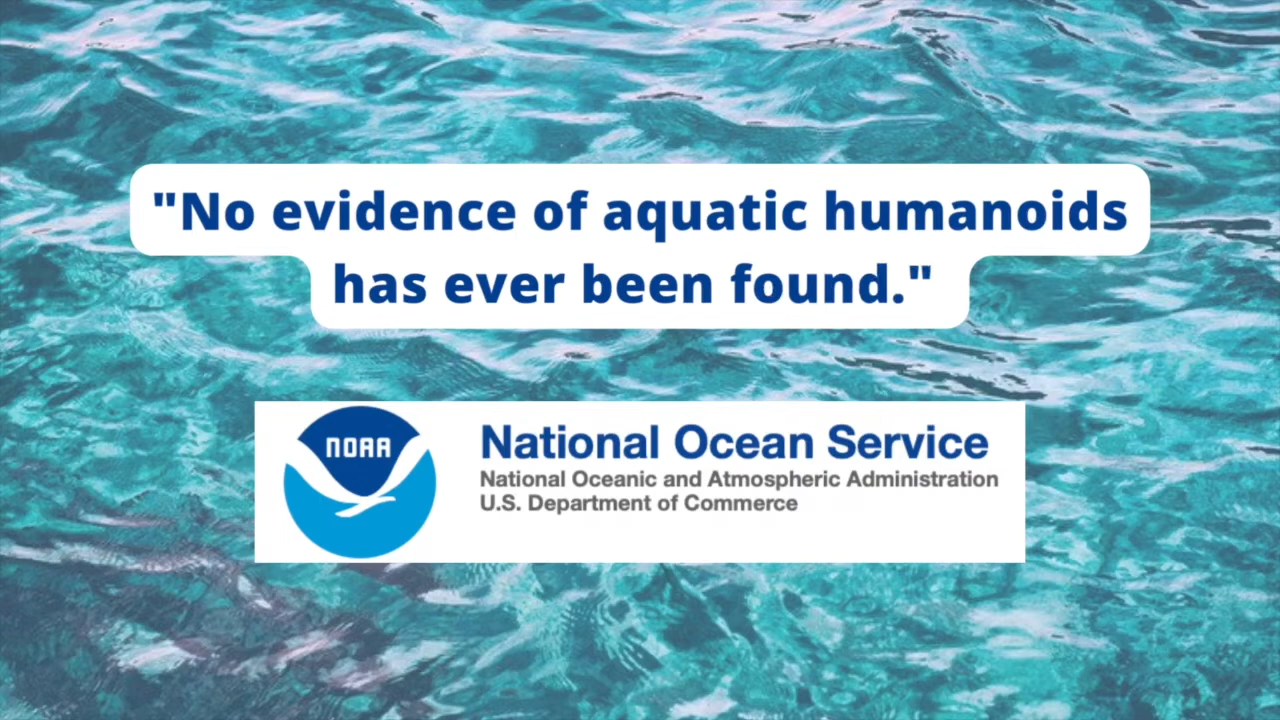 "No evidence of aquatic humanoids
has ever been found."
NOAA
National Ocean Service
National Oceanic and Atmospheric Administration
U.S. Department of Commerce